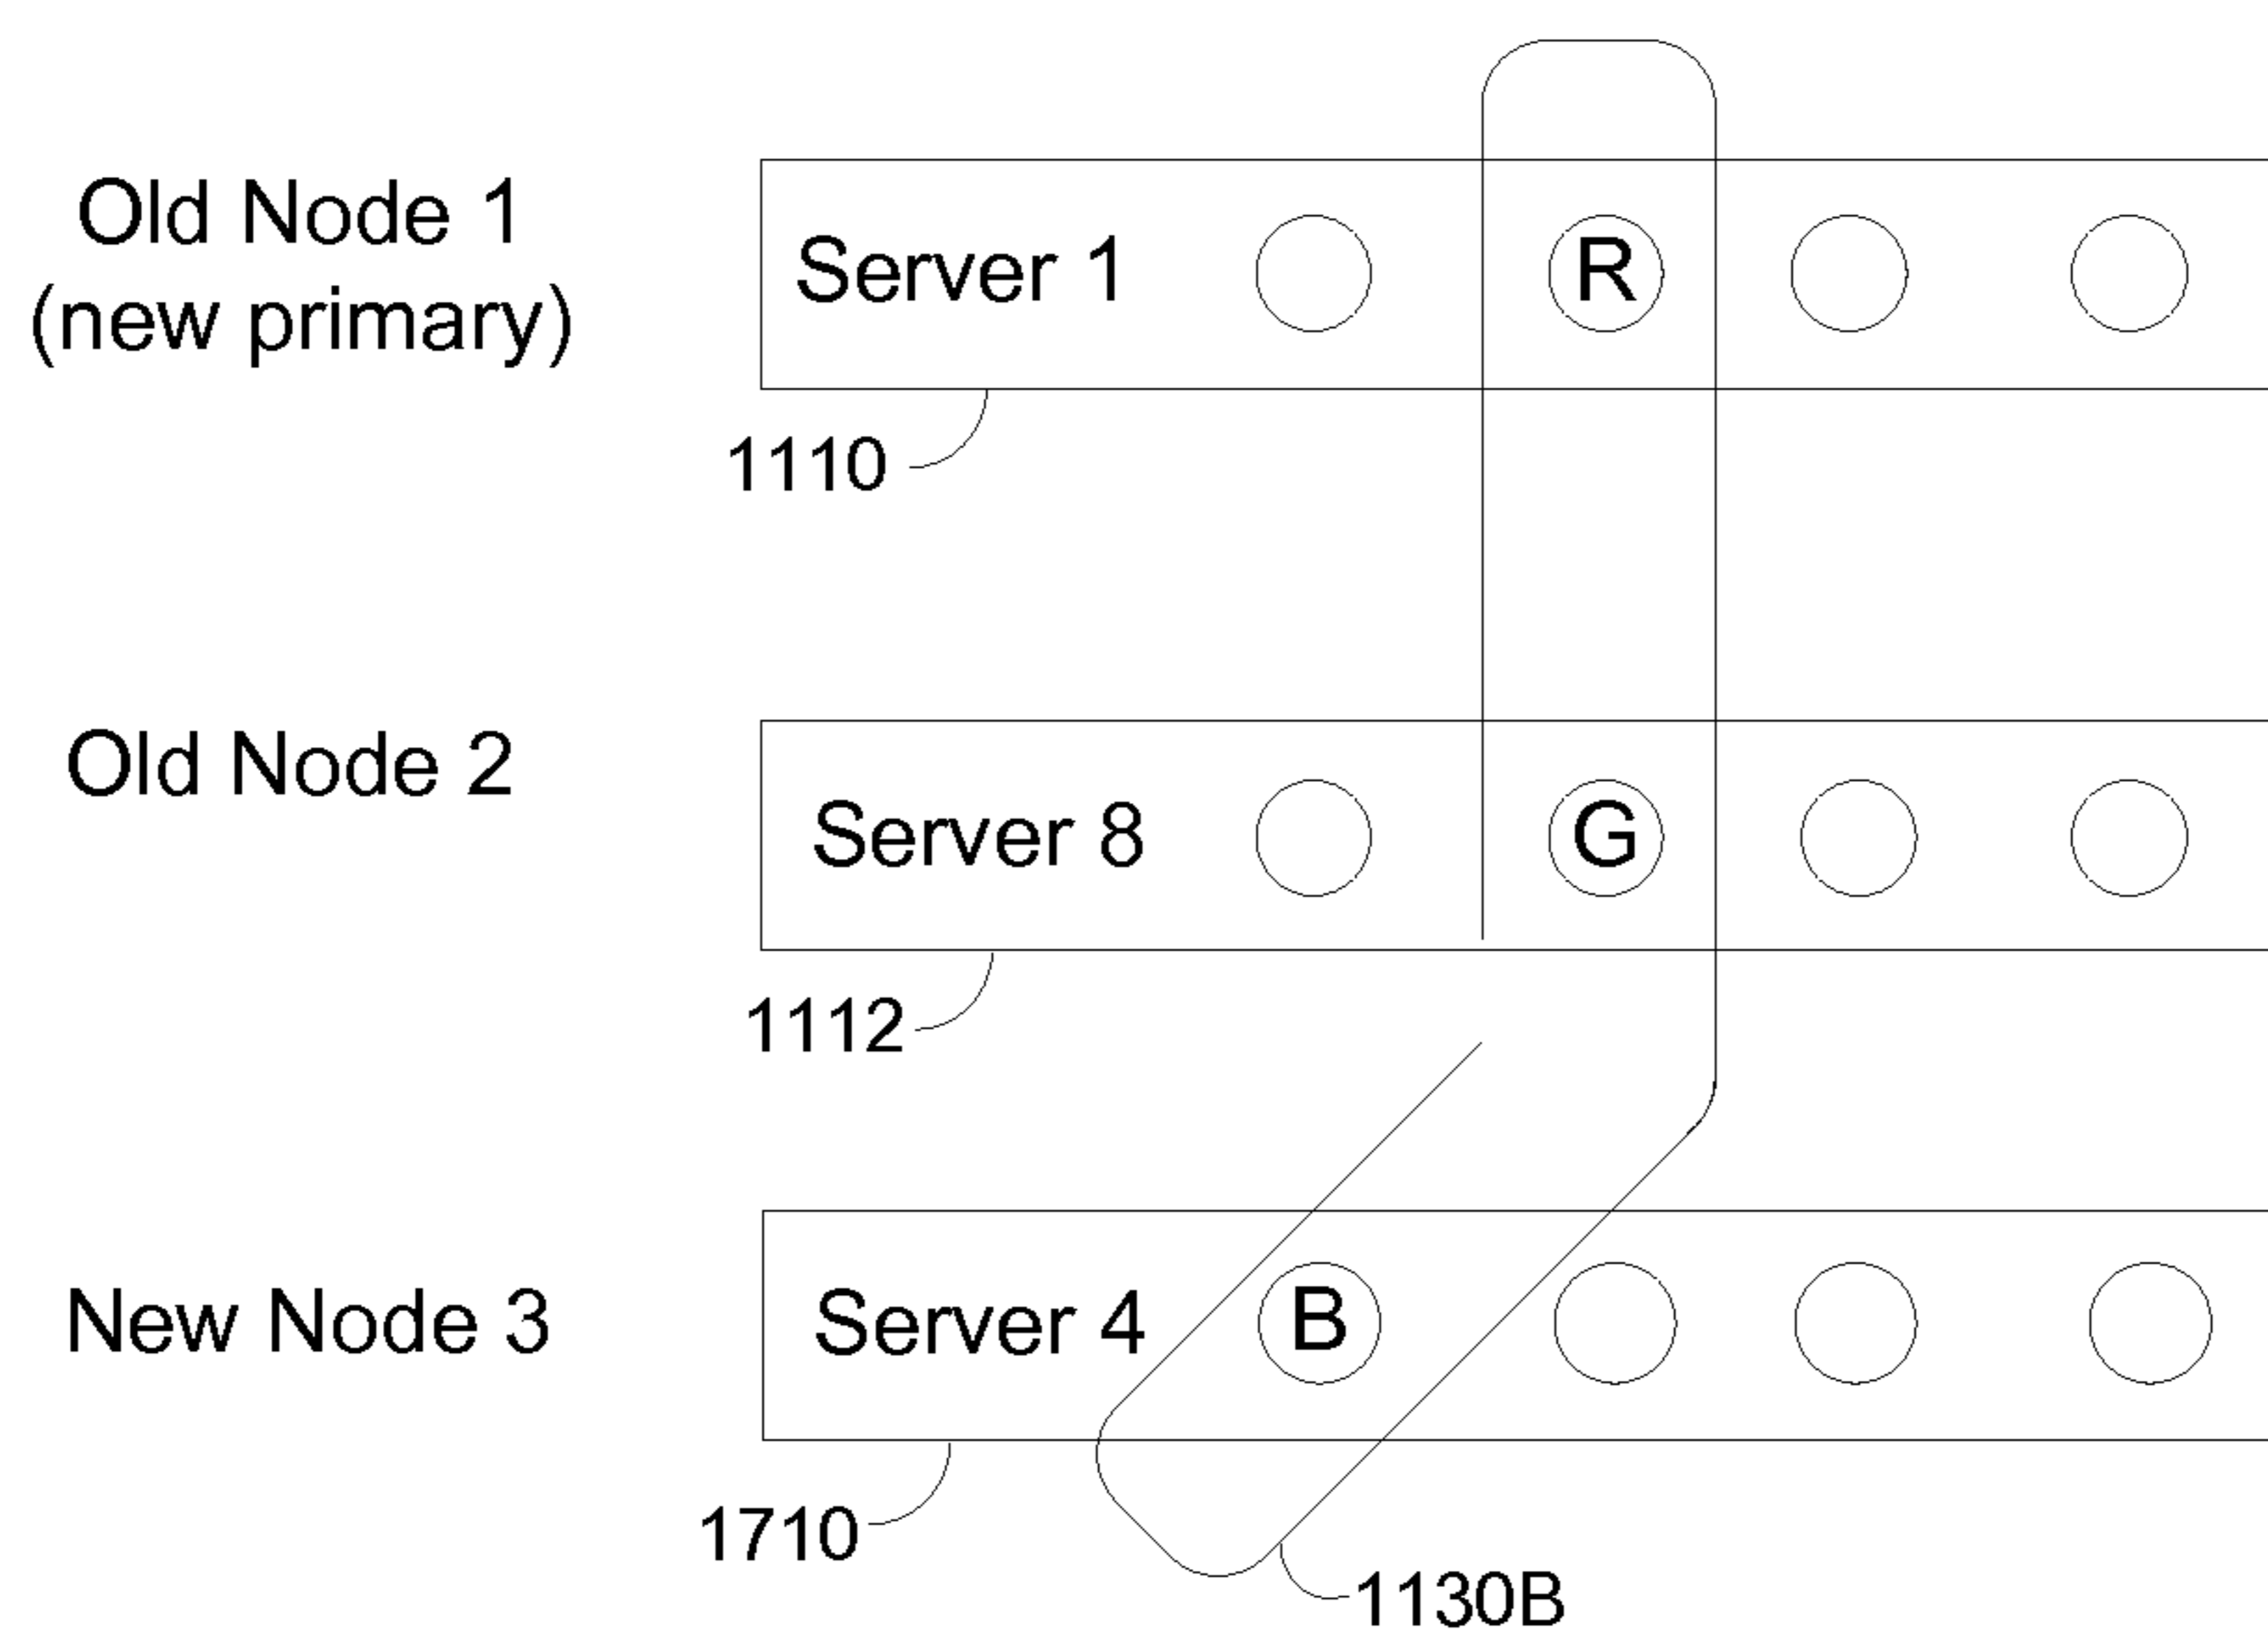 Old Node 1
(new primary)
Server 1
R
1110
Old Node 2
Server 8
G
1112
New Node 3
Server 4
B
1710
1130B